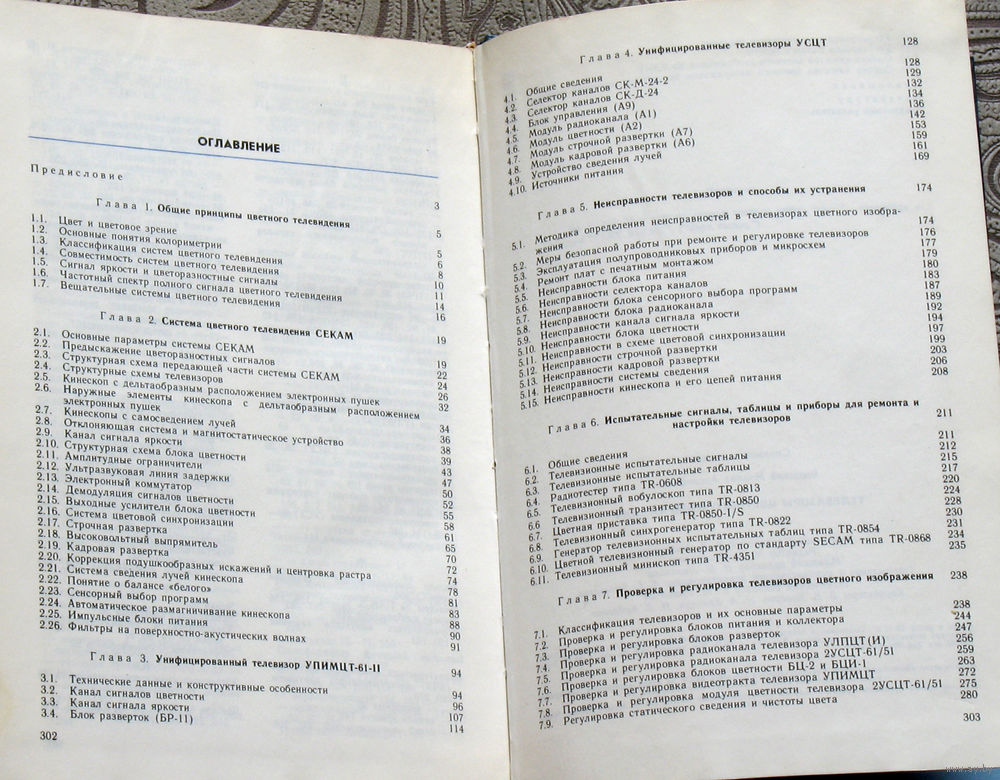 ОГЛАВЛЕНИЕ
Предисловие 3
Глава 1. Общие принципы цветного телевидения 5
1.1. Цвет и цветовое зрение 5
1.2. Основные понятия колориметрии 6
1.3. Классификация систем цветного телевидения 8
1.4. Совместимость систем цветного телевидения 10
1.5. Сигнал яркости и цветоразностные сигналы 11
1.6. Частотный спектр полного сигнала цветного телевидения 14
1.7. Вещательные системы цветного телевидения 16
Глава 2. Система цветного телевидения СЕКАМ 19
2.1. Основные параметры системы СЕКАМ 19
2.2. Предыскажение цветоразностных сигналов 22
2.3. Структурная схема передающей части системы СЕКАМ 24
2.4. Структурные схемы телевизоров 26
2.5. Кинескоп с дельтаобразным расположением электронных пушек 32
2.6. Наружные элементы кинескопа с дельтаобразным расположением
электронных пушек 34
2.7. Кинескопы с самосведением лучей 36
2.8. Отклоняющая система и магнитостатическое устройство 38
2.9. Канал сигнала яркости 39
2.10. Структурная схема блока цветности 43
2.11. Амплитудные ограничители 47
2.12. Ультразвуковая линия задержки 50
2.13. Электронный коммутатор 52
2.14. Демодуляция сигналов цветности 55
2.15. Выходные усилители блока цветности 58
2.16. Система цветовой синхронизации 61
2.17. Строчная развертка 65
2.18. Высоковольтный выпрямитель 70
2.19. Кадровая развертка 72
2.20. Коррекция подушкообразных искажений и центровка растра 74
2.21. Система сведения лучей кинескопа 78
2.22. Понятие о балансе «белого» 81
2.23. Сенсорный выбор программ 83
2.24. Автоматическое размагничивание кинескопа 88
2.25. Импульсные блоки питания 90
2.26. Фильтры на поверхностно-акустических волнах 91
Глава 3. Унифицированный телевизор УПИМЦТ-61-II 94
3.1. Технические данные и конструктивные особенности 94
3.2. Канал сигналов цветности 96
3.3. Канал сигнала яркости 107
3.4. Блок разверток (БР-11) 114
302
Глава 4. Унифицированные телевизоры УСЦТ 128
4.1. Общие сведения 128
4.2. Селектор каналов СК-М-24-2 129
4.3. Селектор каналов СК-Д-24 132
4.4. Блок управления (А9) 134
4.5. Модуль радиоканала (А1) 136
4.6. Модуль цветности (А2) 142
4.7. Модуль строчной развертки (А7) 153
4.8. Модуль кадровой развертки (А6) 159
4.9. Устройство сведения лучей 161
4.10. Источники питания 169
Глава 5. Неисправности телевизоров и способы их устранения 174
5.1. Методика определения неисправностей в телевизорах цветного изобра-
жения 174
5.2. Меры безопасной работы при ремонте и регулировке телевизоров 176
5.3. Эксплуатация полупроводниковых приборов и микросхем 177
5.4. Ремонт плат с печатным монтажом 179
5.5. Неисправности блока питания 180
5.6. Неисправности селектора каналов 183
5.7. Неисправности блока сенсорного выбора программ 187
5.8. Неисправности блока радиоканала 189
5.9. Неисправности канала сигнала яркости 192
5.10. Неисправности блока цветности 194
5.11. Неисправности в схеме цветовой синхронизации 197
5.12. Неисправности строчной развертки 199
5.13. Неисправности кадровой развертки 203
5.14. Неисправности системы сведения 206
5.15. Неисправности кинескопа и его цепей питания 208
Глава 6. Испытательные сигналы, таблицы и приборы для ремонта и
настройки телевизоров 211
6.1. Общие сведения 211
6.2. Телевизионные испытательные сигналы 212
6.3. Телевизионные испытательные таблицы 215
6.4. Радиотестер типа TR-0608 217
6.5. Телевизионный вобулоскоп типа TR-0813 220
6.6 Телевизионный транзитест типа TR-0850 224
6.7. Цветная приставка типа TR-0850-I/S 228
6.8. Телевизионный синхрогенератор типа TR-0822 230
6.9. Генератор телевизионных испытательных таблиц типа TR-0854 231
6.10. Цветной телевизионный генератор по стандарту SECAM типа TR-0868 234
6.11. Телевизионный минископ типа TR-4351 235
Глава 7. Проверка и регулировка телевизоров цветного изображения 238
7.1. Классификация телевизоров и их основные параметры 238
7.2. Проверка и регулировка блоков питания и коллектора 244
7.3. Проверка и регулировка блоков разверток 247
7.4. Проверка и регулировка радиоканала телевизора УЛПЦТ(И) 256
7.5. Проверка и регулировка радиоканала телевизора 2УСЦТ-61/51 259
7.6. Проверка и регулировка блоков цветности БЦ-2 и БЦИ-1 263
7.7. Проверка и регулировка видеотракта телевизора УПИМЦТ 272
7.8. Проверка и регулировка модуля цветности телевизора 2УСЦТ-61/51 275
7.9. Регулировка статического сведения и чистоты цвета 280
303